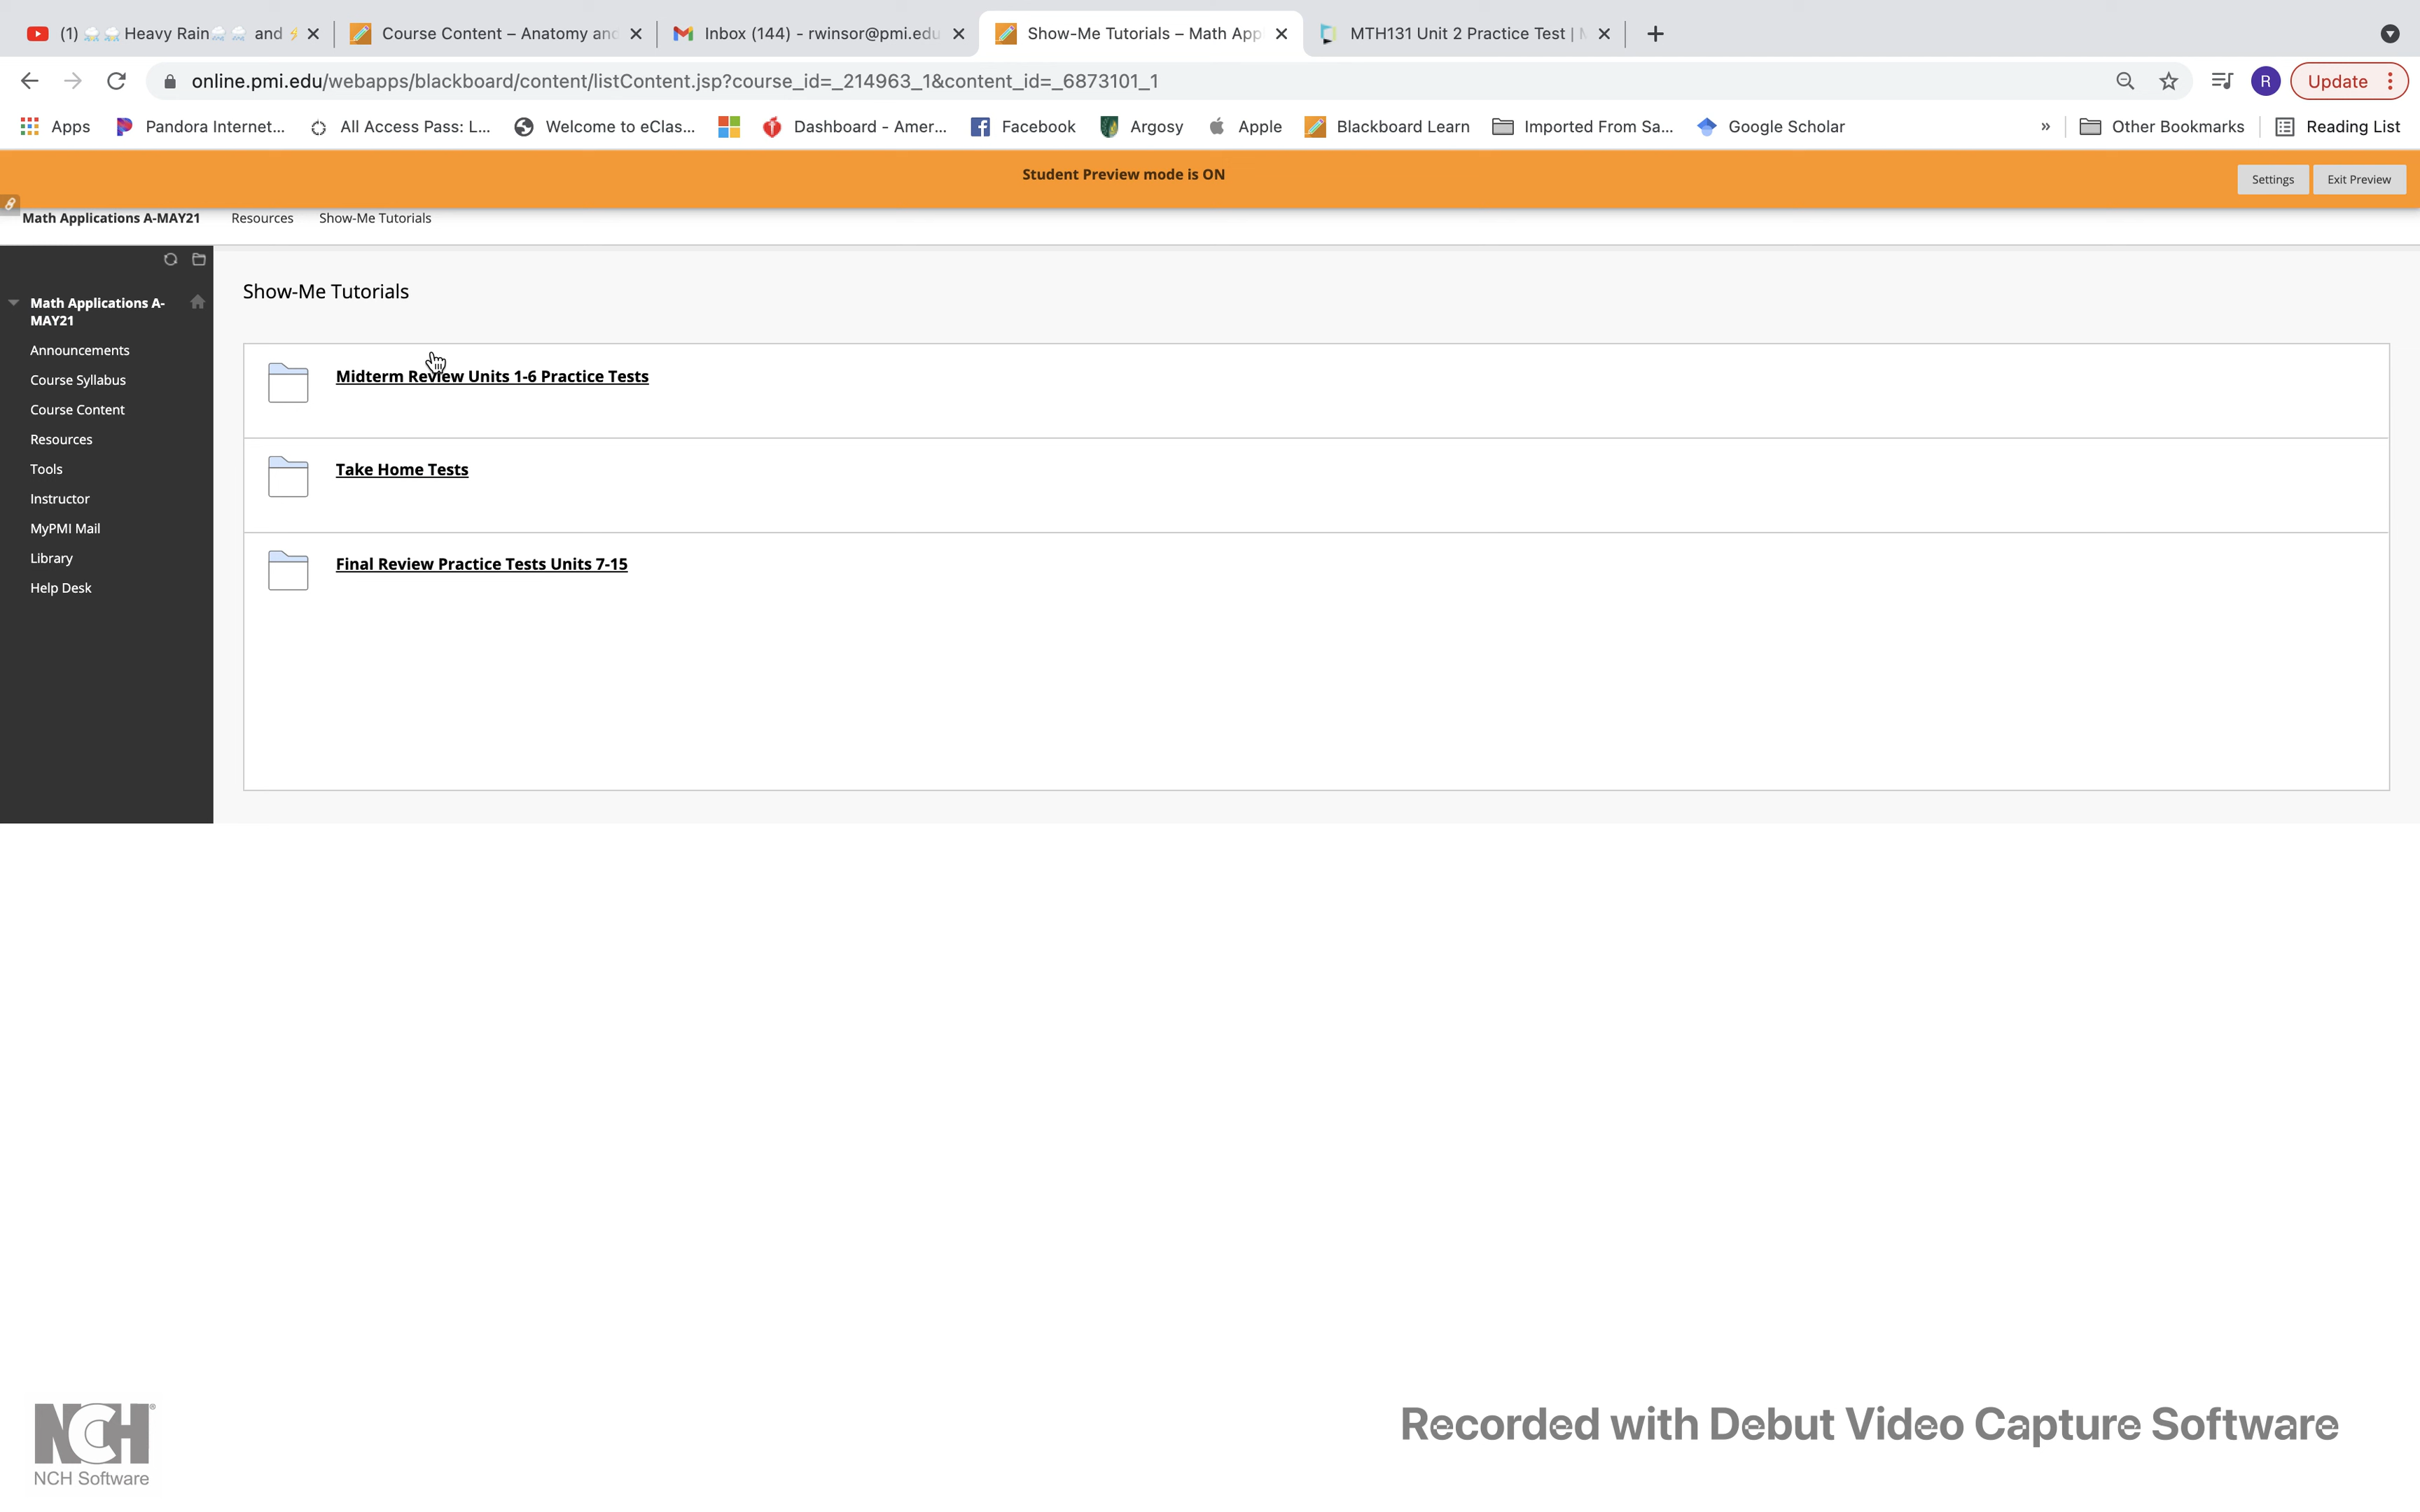 (1) Heavy Rain and
Course Content – Anatomy and
Inbox (144) - rwinsor@pmi.edu
Show-Me Tutorials – Math App
MTH131 Unit 2 Practice Test |
online.pmi.edu/webapps/blackboard/content/listContent.jsp?course_id=_214963_1&content_id=_6873101_1
R
Update
Apps
Pandora Internet...
All Access Pass: L...
Welcome to eClas...
Dashboard - Amer...
Facebook
Argosy
Apple
Blackboard Learn
Imported From Sa...
Google Scholar
»
Other Bookmarks
Reading List
Student Preview mode is ON
Settings
Exit Preview
Math Applications A-MAY21
Resources
Show-Me Tutorials
Math Applications A-
MAY21
Announcements
Course Syllabus
Course Content
Resources
Tools
Instructor
MyPMI Mail
Library
Help Desk
Show-Me Tutorials
Midterm Review Units 1-6 Practice Tests
Take Home Tests
Final Review Practice Tests Units 7-15
NCH®
NCH Software
Recorded with Debut Video Capture Software